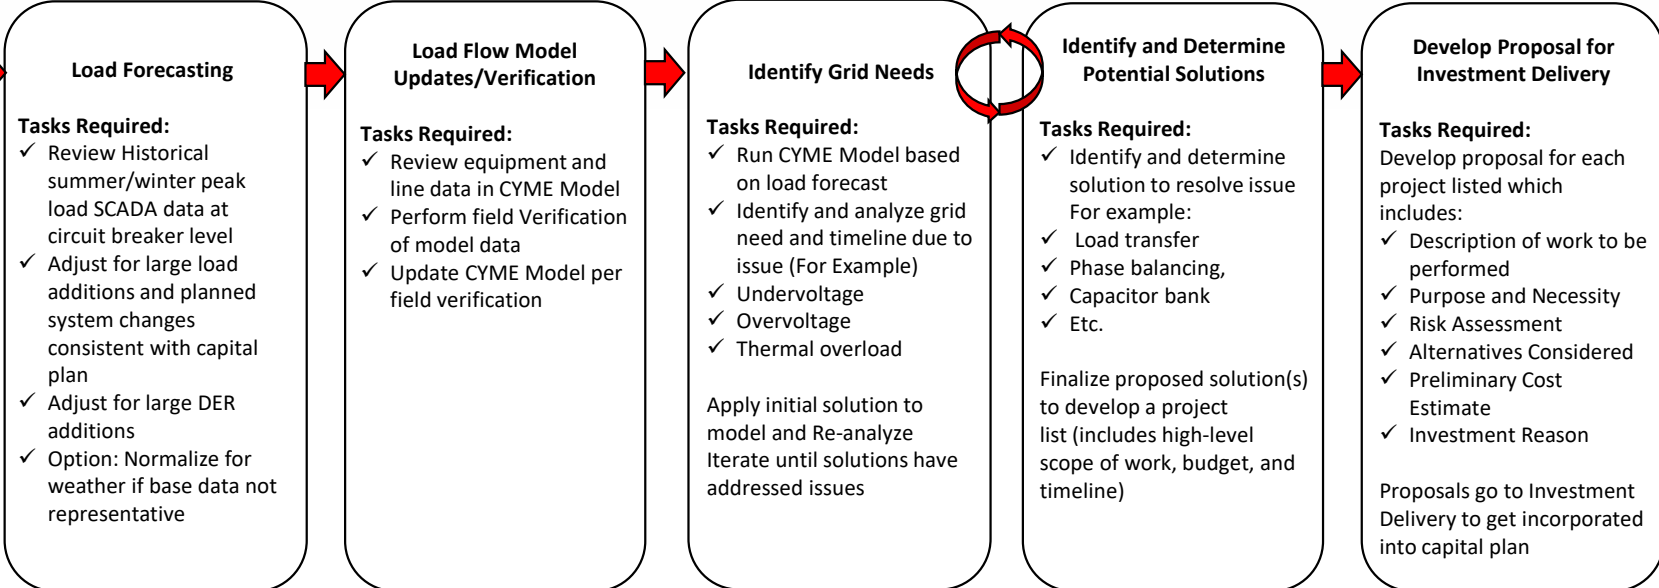 Load Forecasting
Tasks Required:
✓ Review Historical
summer/winter peak
load SCADA data at
circuit breaker level
✓ Adjust for large load
additions and planned
system changes
consistent with capital
plan
✓ Adjust for large DER
additions
✓ Option: Normalize for
weather if base data not
representative
Load Flow Model
Updates/Verification
Tasks Required:
✓ Review equipment and
line data in CYME Model
✓ Perform field Verification
of model data
✓ Update CYME Model per
field verification
Identify Grid Needs
Tasks Required:
✓ Run CYME Model based
on load forecast
✓ Identify and analyze grid
need and timeline due to
issue (For Example)
✓ Undervoltage
✓ Overvoltage
✓ Thermal overload
Apply initial solution to
model and Re-analyze
Iterate until solutions have
addressed issues
Identify and Determine
Potential Solutions
Tasks Required:
✓ Identify and determine
solution to resolve issue
For example:
✓ Load transfer
✓ Phase balancing,
✓ Capacitor bank
✓ Etc.
Finalize proposed solution(s)
to develop a project
list (includes high-level
scope of work, budget, and
timeline)
Develop Proposal for
Investment Delivery
Tasks Required:
Develop proposal for each
project listed which
includes:
✓ Description of work to be
performed
✓ Purpose and Necessity
✓ Risk Assessment
✓ Alternatives Considered
✓ Preliminary Cost
Estimate
✓ Investment Reason
Proposals go to Investment
Delivery to get incorporated
into capital plan